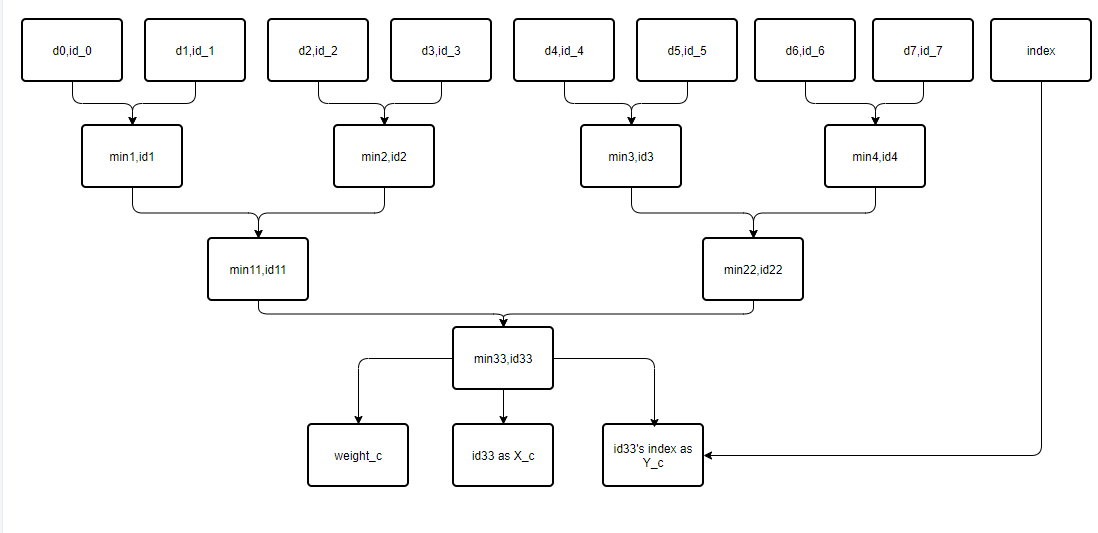 d0,id_0
d1,id_1
d2,id_2
d3,id_3
d4,id_4
d5,id_5
d6,id_6
d7,id_7
index
min1,id1
min2,id2
min3,id3
min4,id4
min11,id11
min22,id22
min33,id33
weight_c
id33 as X_c
id33's index as
Y_c